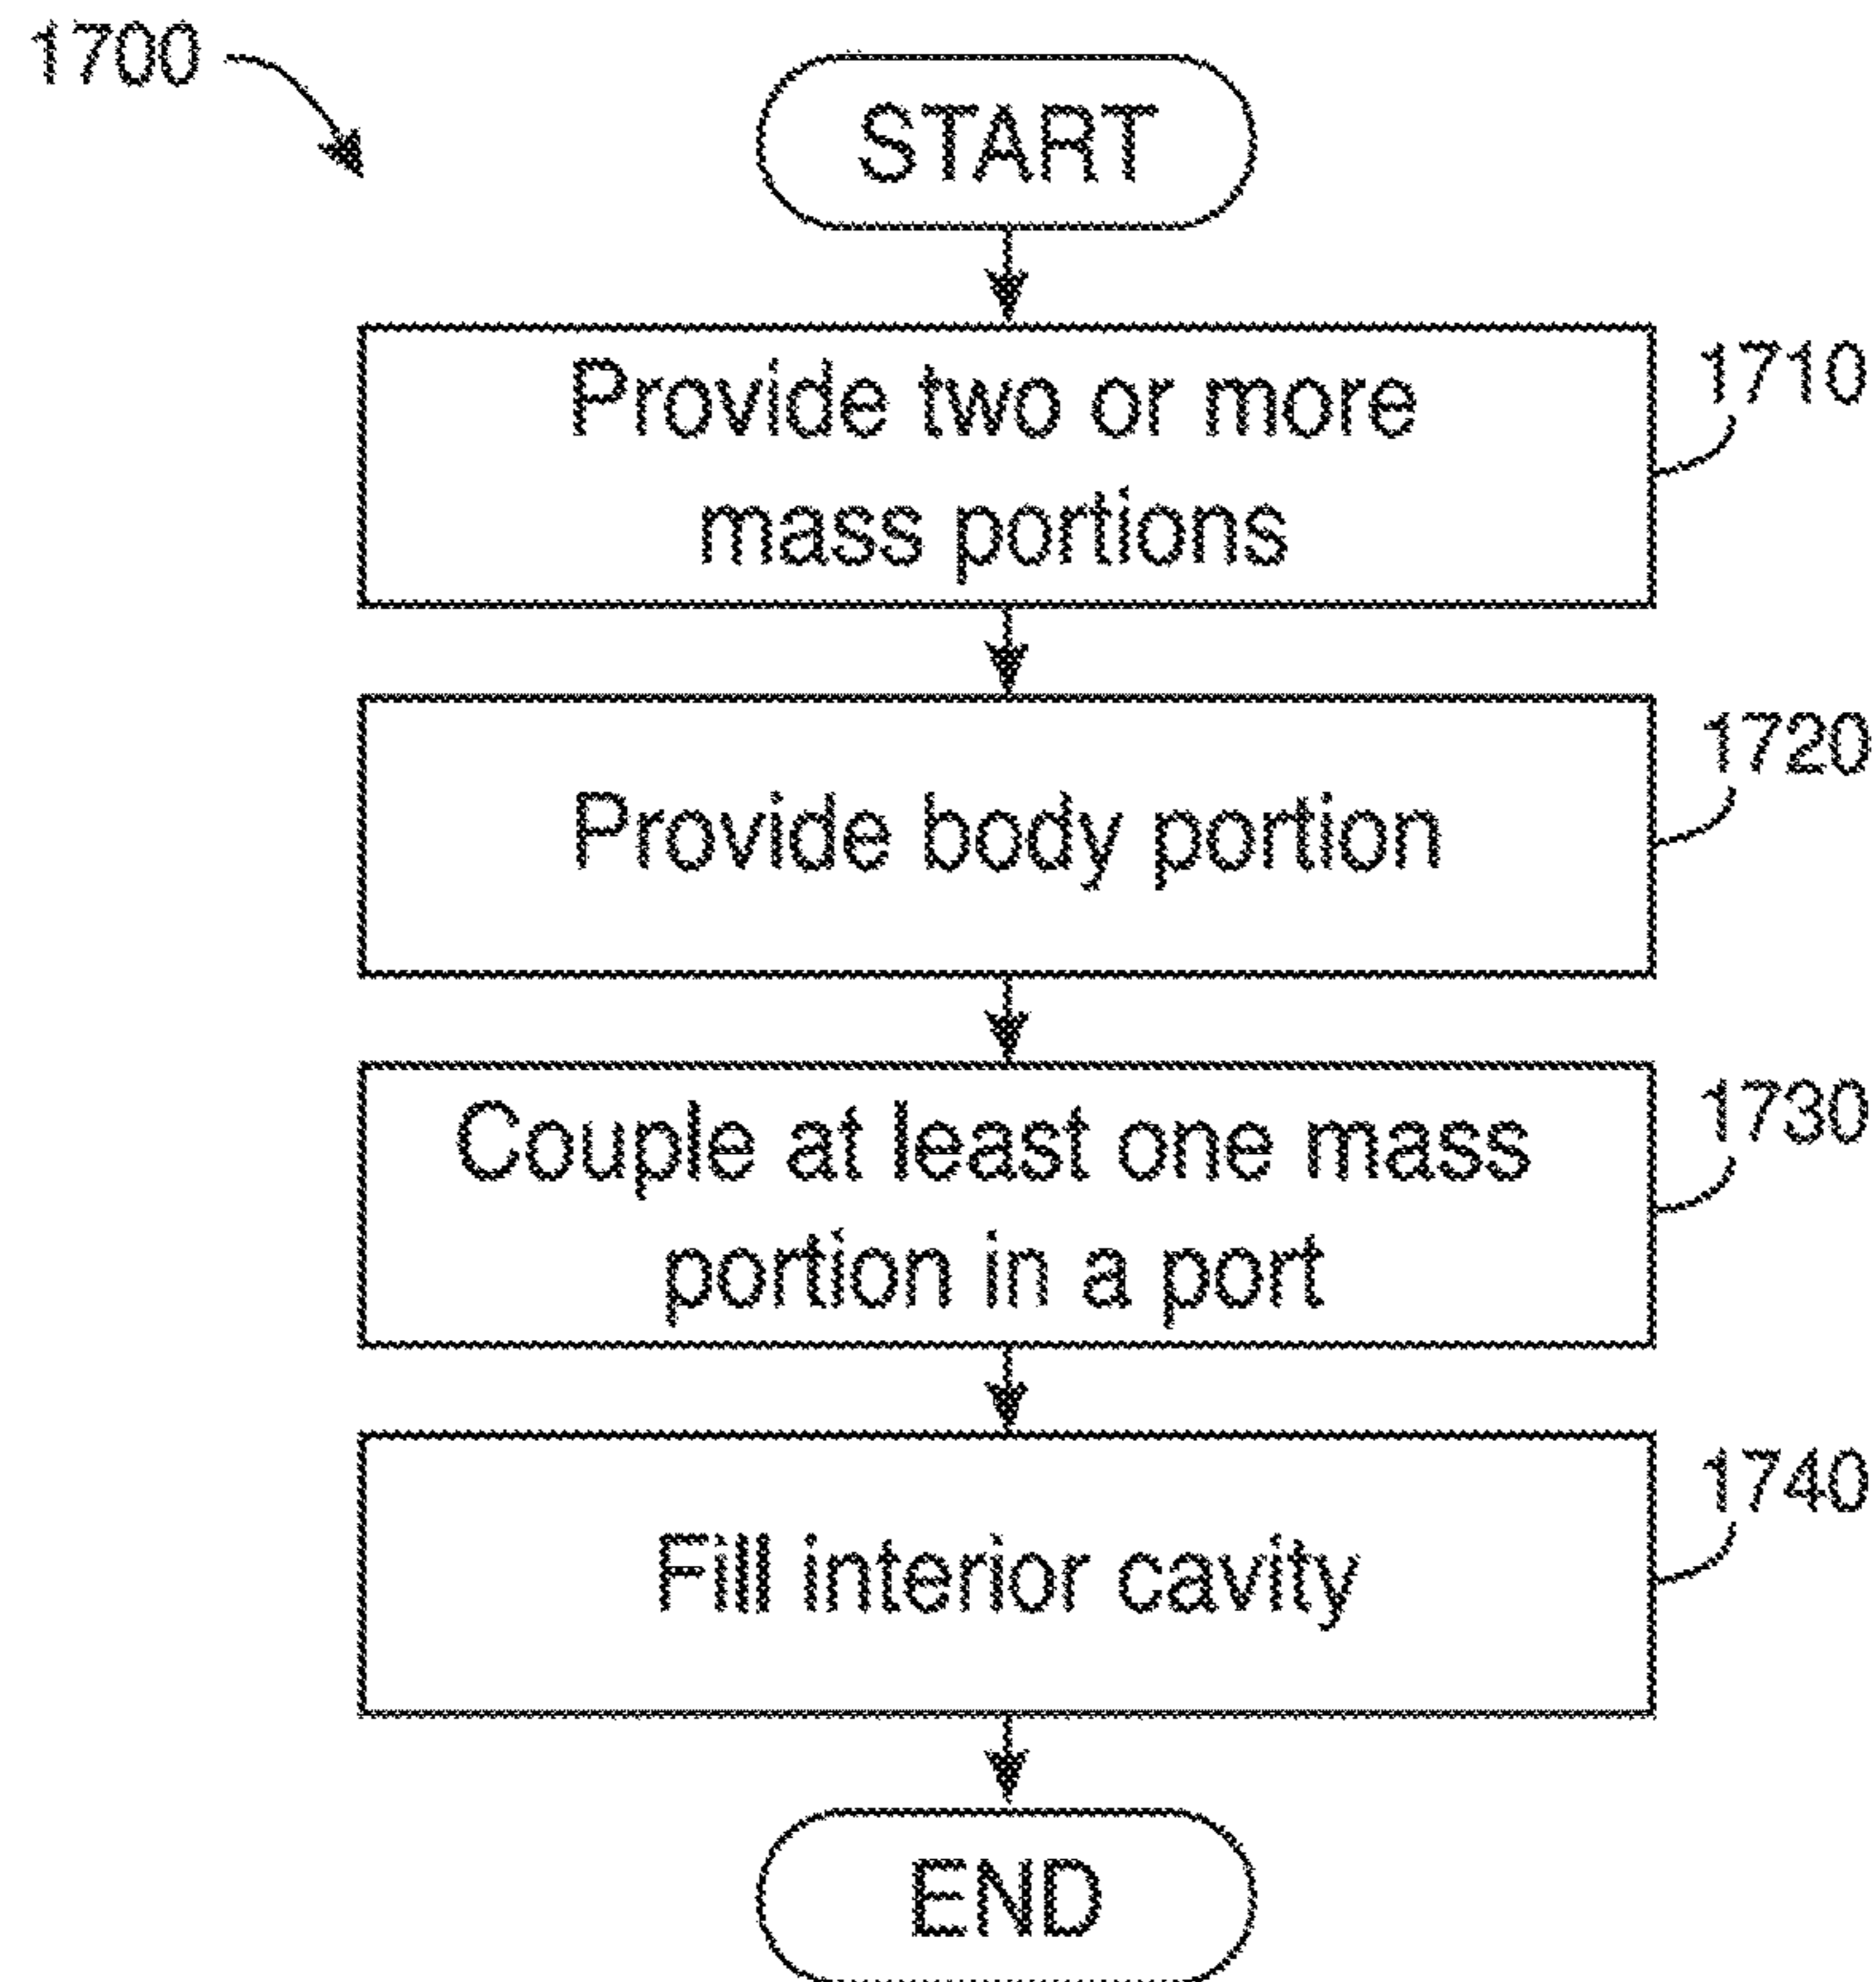 1700
START
Provide two or more
mass portions
1710
Provide body portion
1720
Couple at least one mass
portion in a port
1730
Fill interior cavity
1740
END